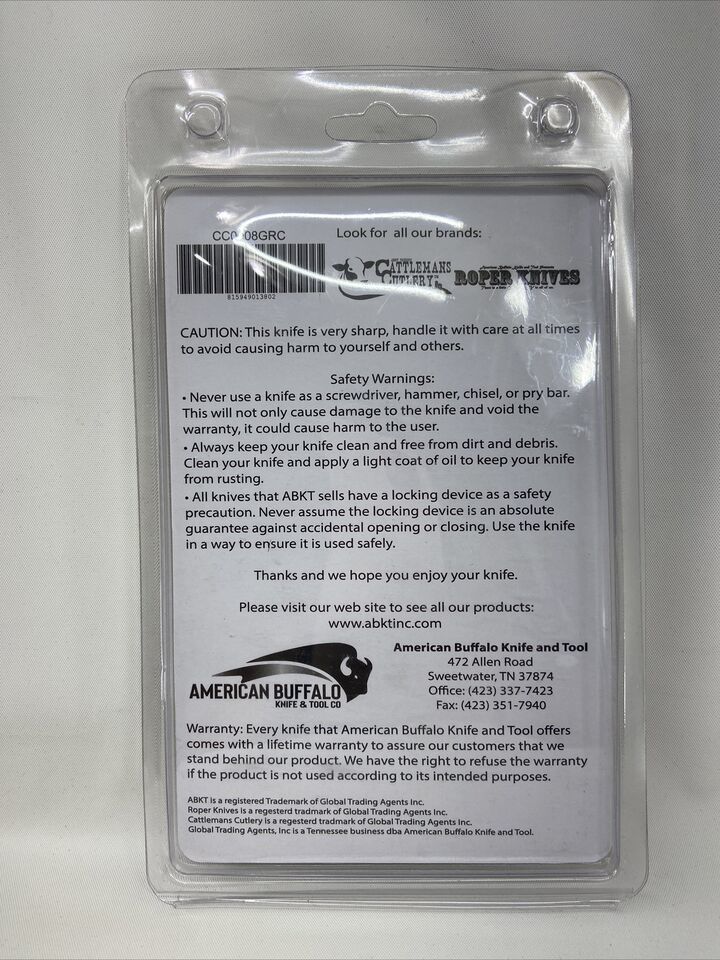 Look for all our brands:
815949013802
CATTLEMANS
CUTLERY
ROPER KNIVES
CAUTION: This knife is very sharp, handle it with care at all times
to avoid causing harm to yourself and others.
Safety Warnings:
• Never use a knife as a screwdriver, hammer, chisel, or pry bar.
This will not only cause damage to the knife and void the
warranty, it could cause harm to the user.
• Always keep your knife clean and free from dirt and debris.
Clean your knife and apply a light coat of oil to keep your knife
from rusting.
• All knives that ABKT sells have a locking device as a safety
precaution. Never assume the locking device is an absolute
guarantee against accidental opening or closing. Use the knife
in a way to ensure it is used safely.
Thanks and we hope you enjoy your knife.
Please visit our web site to see all our products:
www.abktinc.com
AMERICAN BUFFALO
KNIFE & TOOL CO
American Buffalo Knife and Tool
472 Allen Road
Sweetwater, TN 37874
Office: (423) 337-7423
Fax: (423) 351-7940
Warranty: Every knife that American Buffalo Knife and Tool offers
comes with a lifetime warranty to assure our customers that we
stand behind our product. We have the right to refuse the warranty
if the product is not used according to its intended purposes.
ABKT is a registered Trademark of Global Trading Agents Inc.
Roper Knives is a regesterd tradmark of Global Trading Agents Inc.
Cattlemans Cutlery is a regesterd tradmark of Global Trading Agents Inc.
Global Trading Agents, Inc is a Tennessee business dba American Buffalo Knife and Tool.